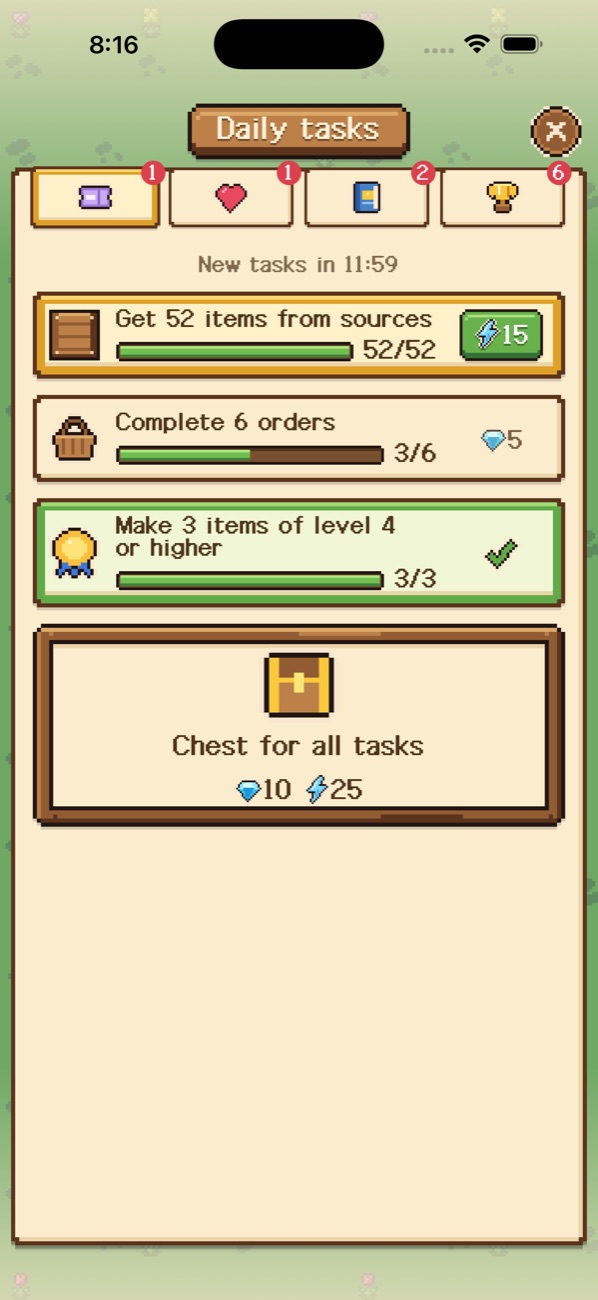 8:16
Daily tasks
1
1
2
6
New tasks in 11:59
Get 52 items from sources
52/52
15
Complete 6 orders
3/6
5
Make 3 items of level 4
or higher
3/3
Chest for all tasks
10 25